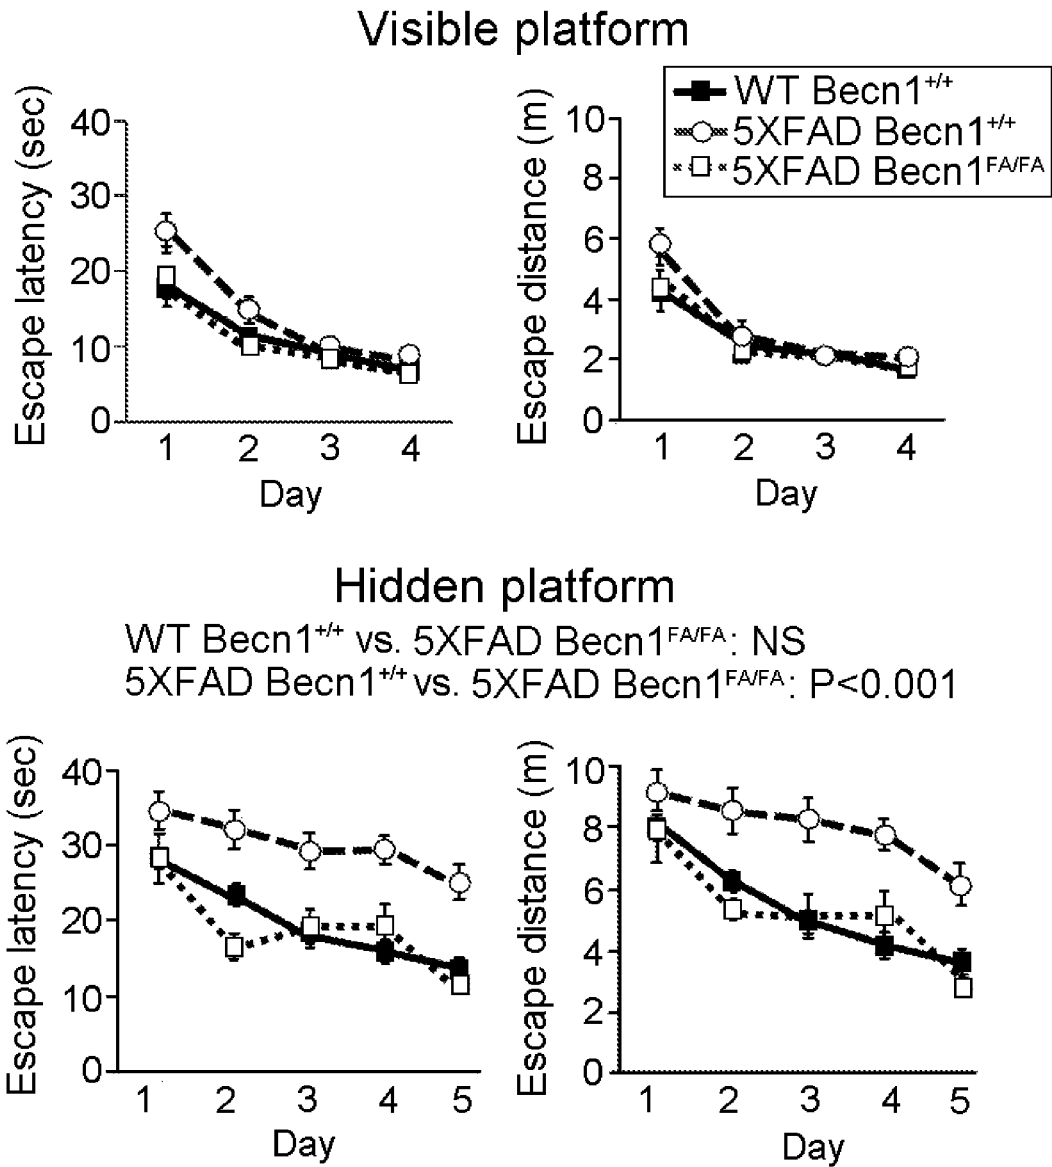 Visible platform
Escape latency (sec)
40
30
20
10
0
1 2 3 4
Day
Escape distance (m)
10
8
6
4
2
0
1 2 3 4
Day
WT Becn1+/+
5XFAD Becn1+/+
5XFAD Becn1FA/FA
Hidden platform
WT Becn1+/+ vs. 5XFAD Becn1FA/FA: NS
5XFAD Becn1+/+ vs. 5XFAD Becn1FA/FA: P<0.001
Escape latency (sec)
40
30
20
10
0
1 2 3 4 5
Day
Escape distance (m)
10
8
6
4
2
0
1 2 3 4 5
Day